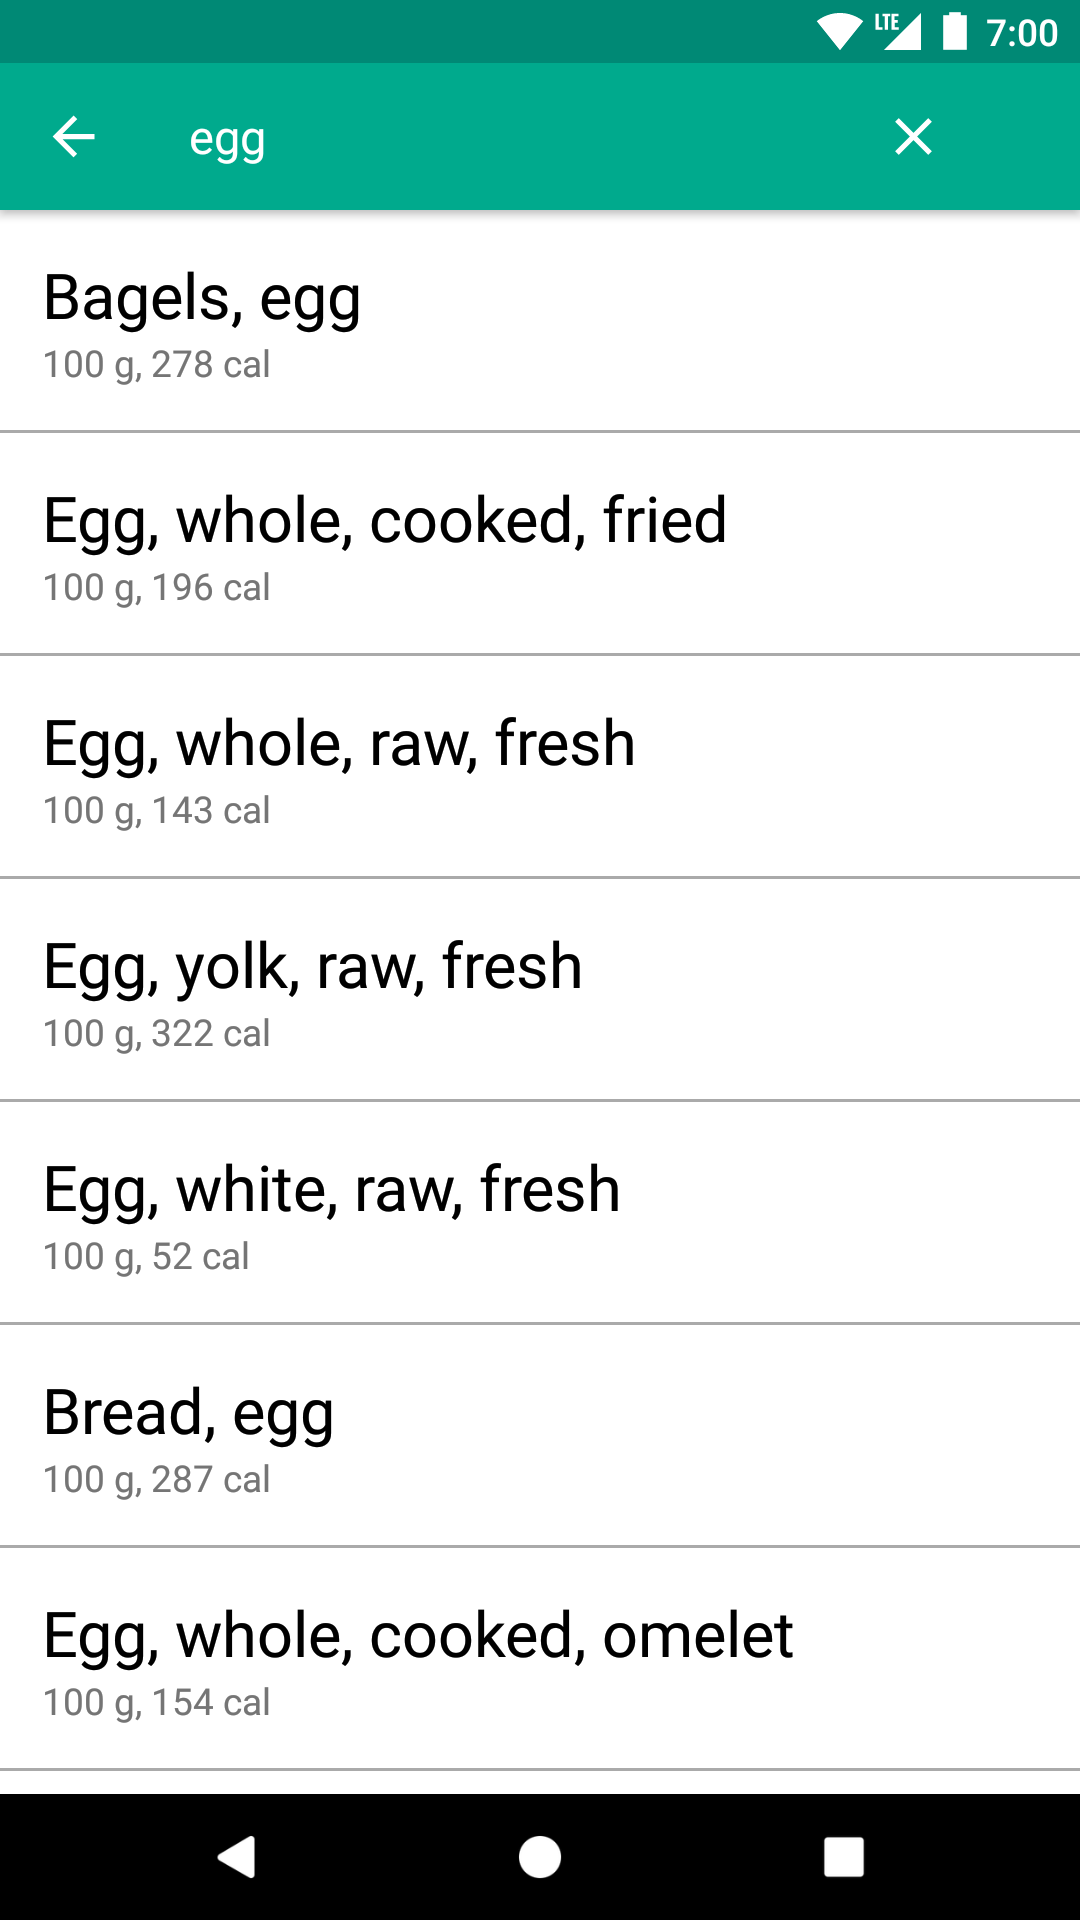 LTE 7:00
egg
Bagels, egg
100 g, 278 cal
Egg, whole, cooked, fried
100 g, 196 cal
Egg, whole, raw, fresh
100 g, 143 cal
Egg, yolk, raw, fresh
100 g, 322 cal
Egg, white, raw, fresh
100 g, 52 cal
Bread, egg
100 g, 287 cal
Egg, whole, cooked, omelet
100 g, 154 cal